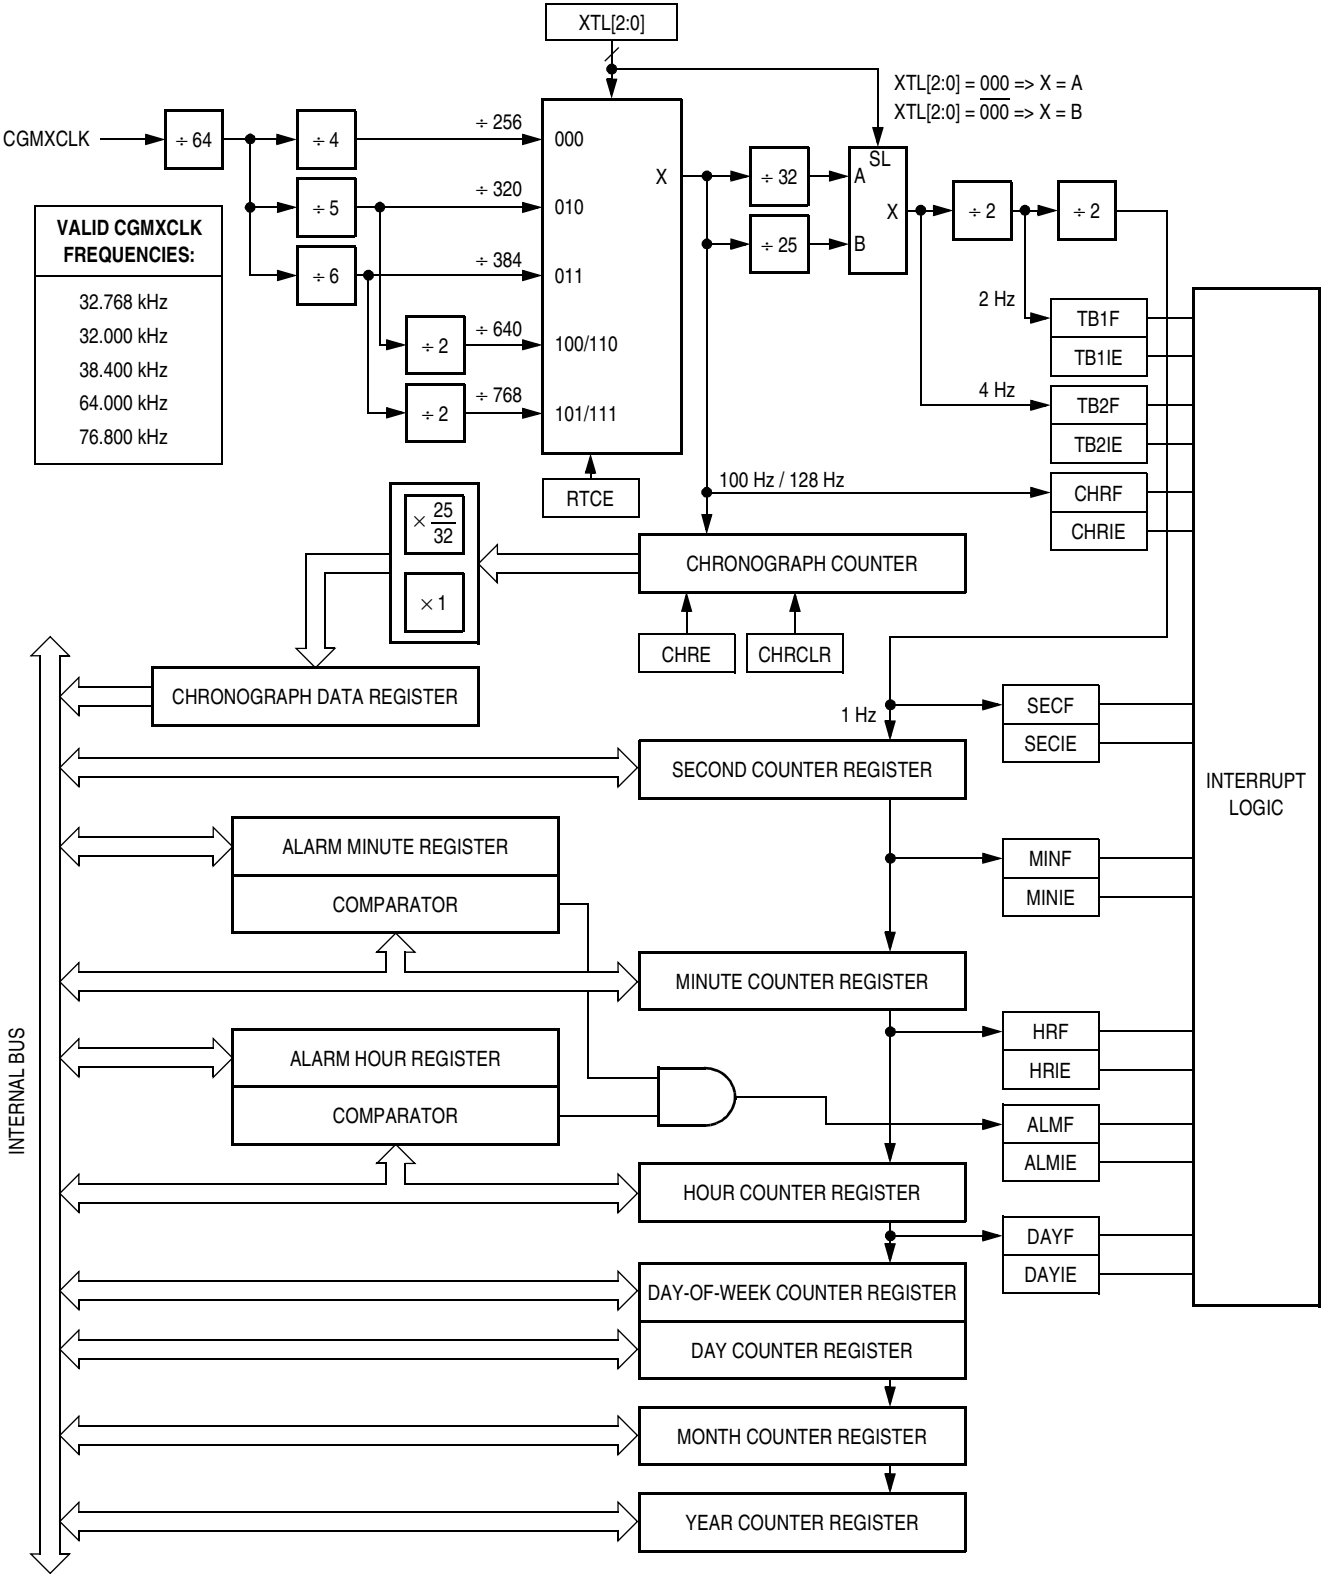 XTL[2:0]
XTL[2:0] = 000 => X = A
XTL[2:0] = 000 => X = B
CGMXCLK
÷ 64
÷ 4
÷ 256
000
÷ 5
÷ 320
010
÷ 6
÷ 384
011
÷ 2
÷ 640
100/110
÷ 2
÷ 768
101/111
X
÷ 32
÷ 25
SL
A
B
X
÷ 2
÷ 2
VALID CGMXCLK
FREQUENCIES:
32.768 kHz
32.000 kHz
38.400 kHz
64.000 kHz
76.800 kHz
2 Hz
TB1F
TB1IE
4 Hz
TB2F
TB2IE
RTCE
100 Hz / 128 Hz
CHRF
CHRIE
× 25
32
× 1
CHRONOGRAPH COUNTER
CHRE
CHRCLR
CHRONOGRAPH DATA REGISTER
1 Hz
SECF
SECIE
SECOND COUNTER REGISTER
INTERRUPT
LOGIC
ALARM MINUTE REGISTER
COMPARATOR
MINF
MINIE
MINUTE COUNTER REGISTER
INTERNAL BUS
ALARM HOUR REGISTER
COMPARATOR
HRF
HRIE
ALMF
ALMIE
HOUR COUNTER REGISTER
DAYF
DAYIE
DAY-OF-WEEK COUNTER REGISTER
DAY COUNTER REGISTER
MONTH COUNTER REGISTER
YEAR COUNTER REGISTER